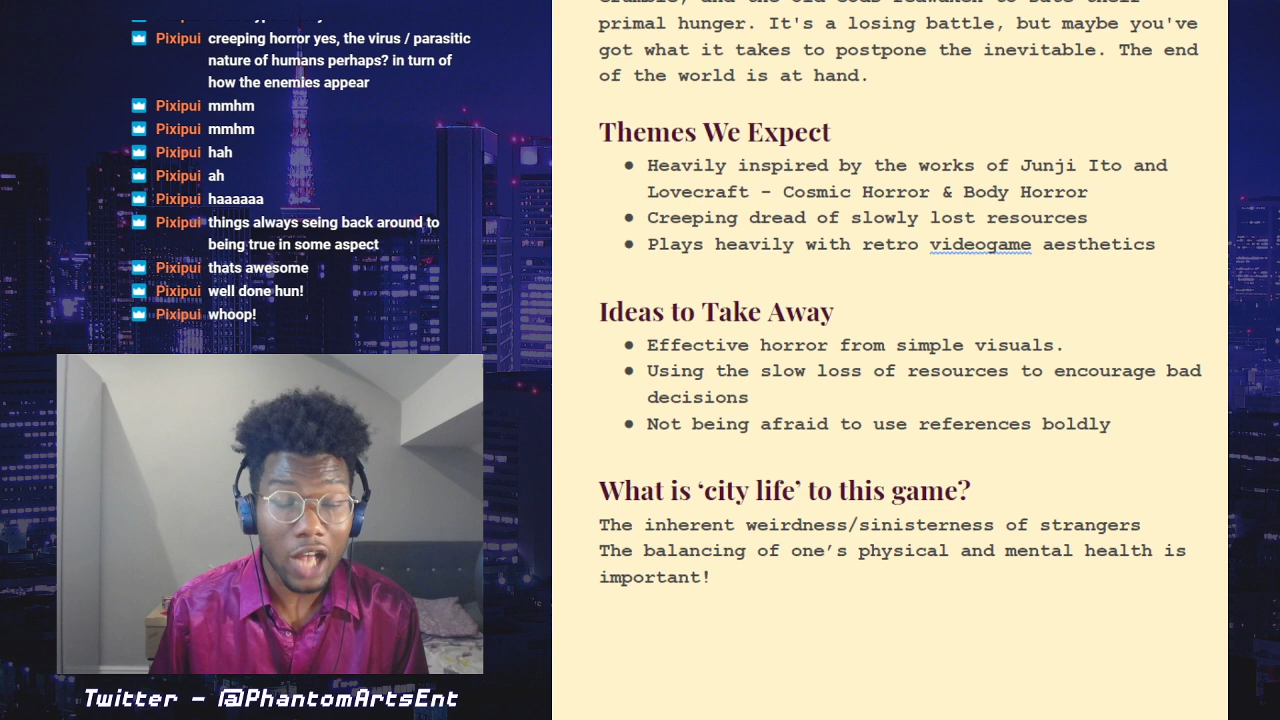 Pixipui creeping horror yes, the virus / parasitic
nature of humans perhaps? in turn of
how the enemies appear
Pixipui mmhm
Pixipui mmhm
Pixipui hah
Pixipui ah
Pixipui haaaaaa
Pixipui things always seing back around to
being true in some aspect
Pixipui thats awesome
Pixipui well done hun!
Pixipui whoop!
Twitter - @PhantomArtsEnt
primal hunger. It's a losing battle, but maybe you've
got what it takes to postpone the inevitable. The end
of the world is at hand.
Themes We Expect
● Heavily inspired by the works of Junji Ito and
Lovecraft - Cosmic Horror & Body Horror
● Creeping dread of slowly lost resources
● Plays heavily with retro videogame aesthetics
Ideas to Take Away
● Effective horror from simple visuals.
● Using the slow loss of resources to encourage bad
decisions
● Not being afraid to use references boldly
What is ‘city life’ to this game?
The inherent weirdness/sinisterness of strangers
The balancing of one’s physical and mental health is
important!